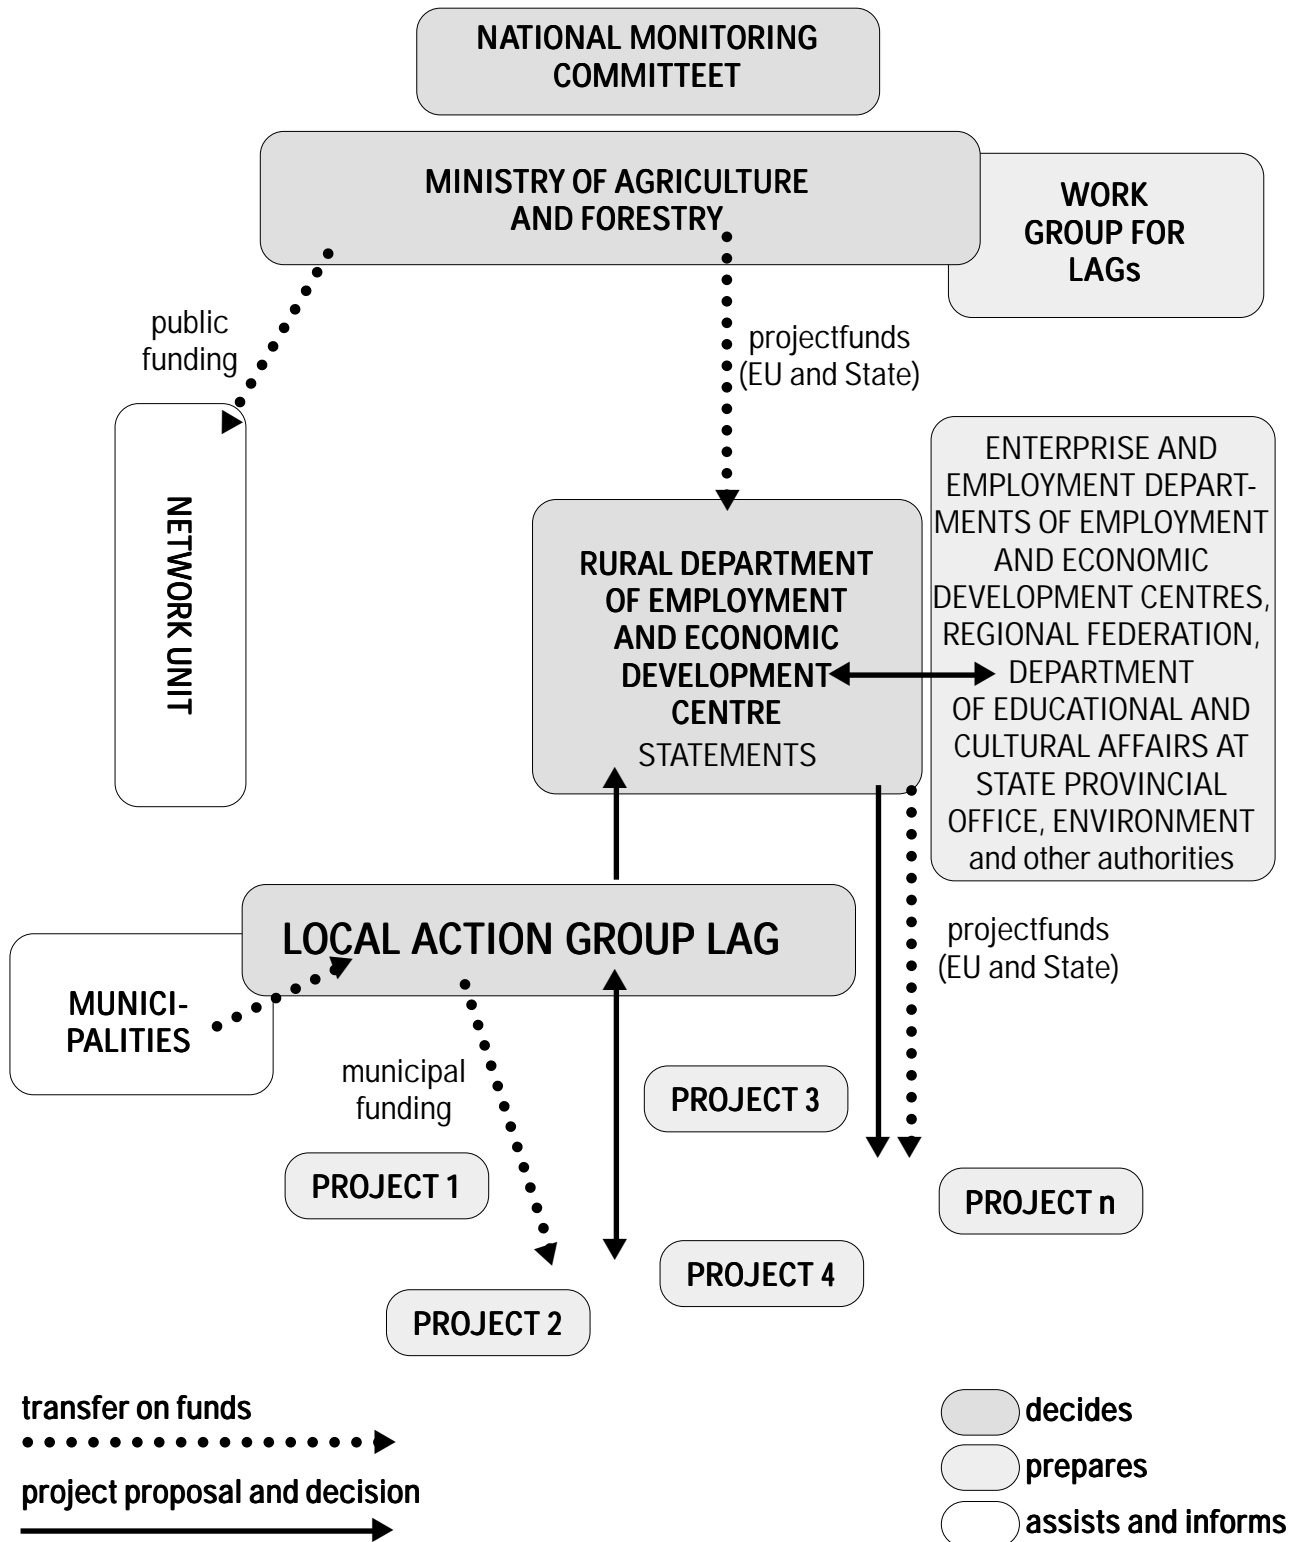 NATIONAL MONITORING
COMMITTEET
MINISTRY OF AGRICULTURE
AND FORESTRY
WORK
GROUP FOR
LAGs
public
funding
projectfunds
(EU and State)
NETWORK UNIT
RURAL DEPARTMENT
OF EMPLOYMENT
AND ECONOMIC
DEVELOPMENT
CENTRE
STATEMENTS
ENTERPRISE AND
EMPLOYMENT DEPART-
MENTS OF EMPLOYMENT
AND ECONOMIC
DEVELOPMENT CENTRES,
REGIONAL FEDERATION,
DEPARTMENT
OF EDUCATIONAL AND
CULTURAL AFFAIRS AT
STATE PROVINCIAL
OFFICE, ENVIRONMENT
and other authorities
LOCAL ACTION GROUP LAG
projectfunds
(EU and State)
MUNICI-
PALITIES
municipal
funding
PROJECT 3
PROJECT 1
PROJECT n
PROJECT 4
PROJECT 2
transfer on funds
project proposal and decision
decides
prepares
assists and informs